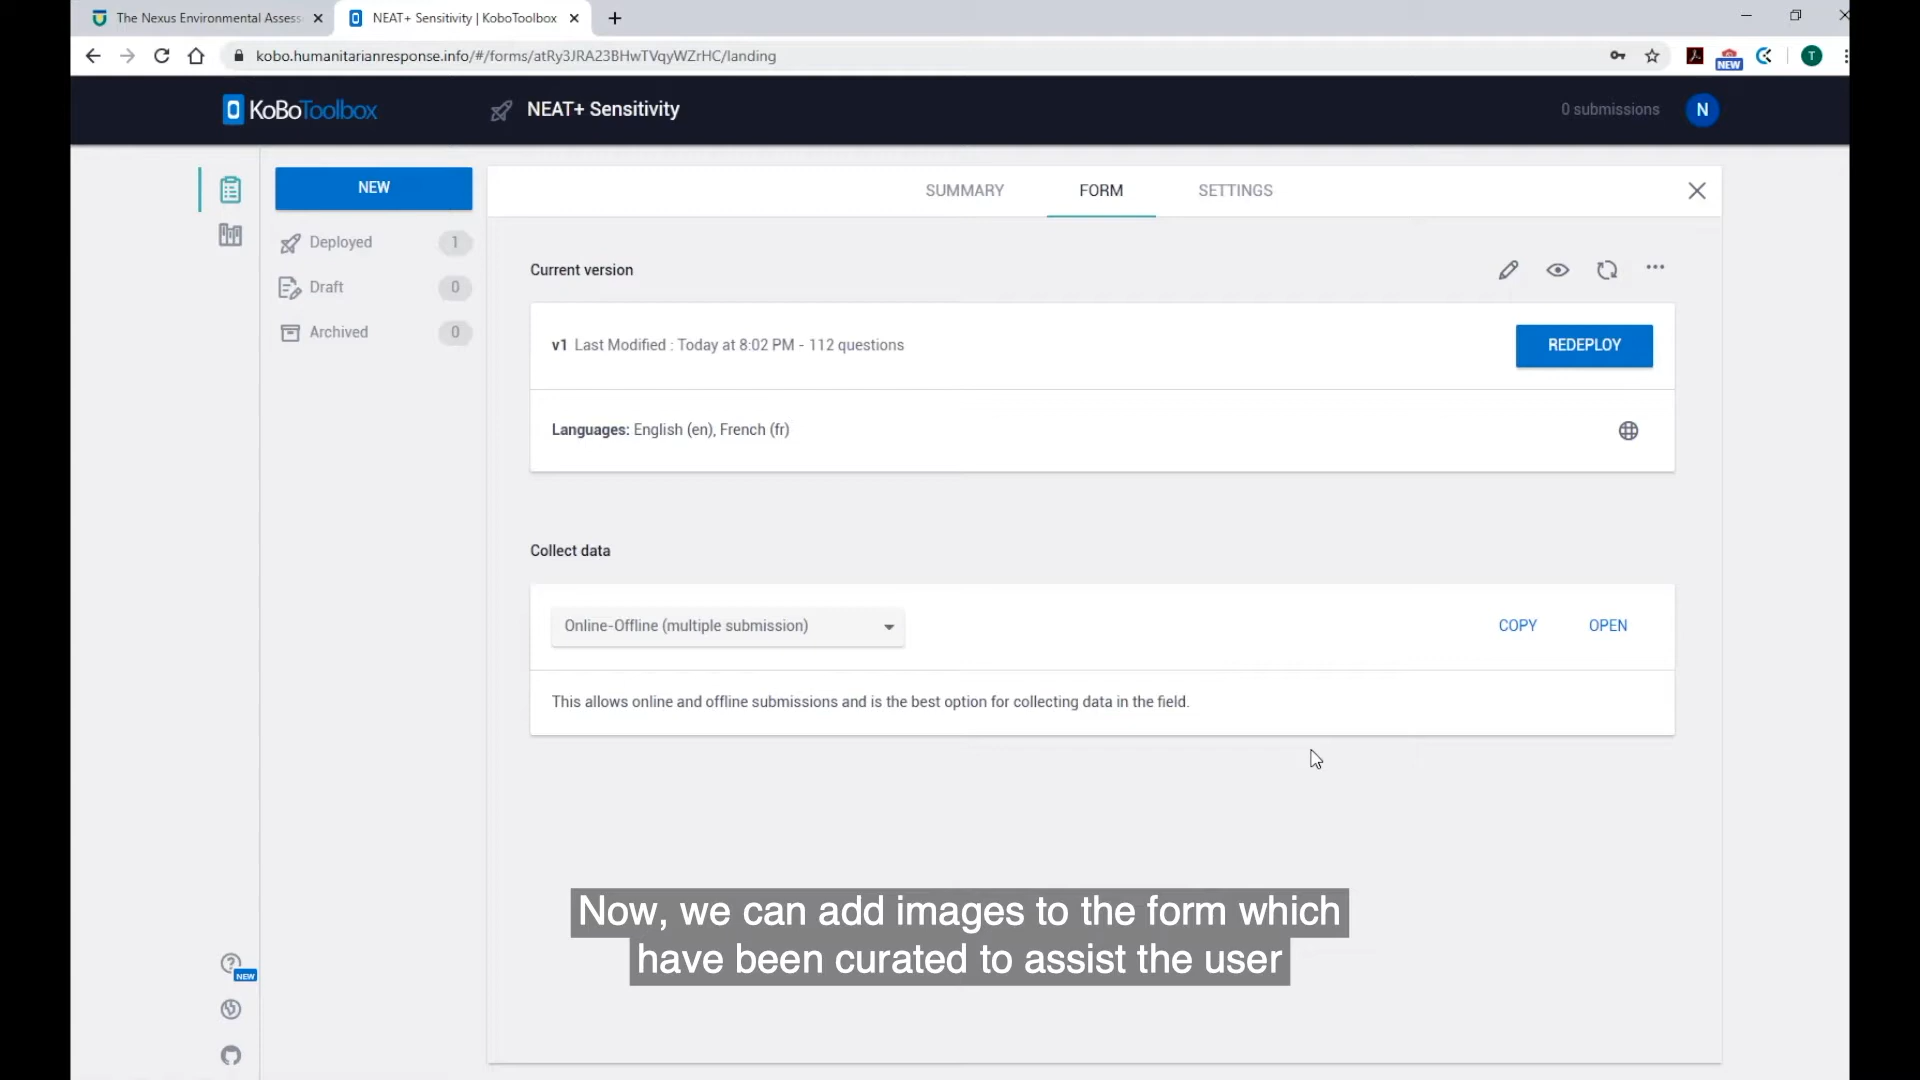 The Nexus Environmental Assess
NEAT+ Sensitivity | KoboToolbox
kobo.humanitarianresponse.info/#/forms/atRy3JRA23BHwTVqyWZrHC/landing
NEW
T
KoBoToolbox
NEAT+ Sensitivity
0 submissions
N
NEW
SUMMARY
FORM
SETTINGS
Deployed
1
Draft
0
Archived
0
Current version
v1 Last Modified : Today at 8:02 PM - 112 questions
REDEPLOY
Languages: English (en), French (fr)
Collect data
Online-Offline (multiple submission)
COPY
OPEN
This allows online and offline submissions and is the best option for collecting data in the field.
Now, we can add images to the form which
have been curated to assist the user
NEW